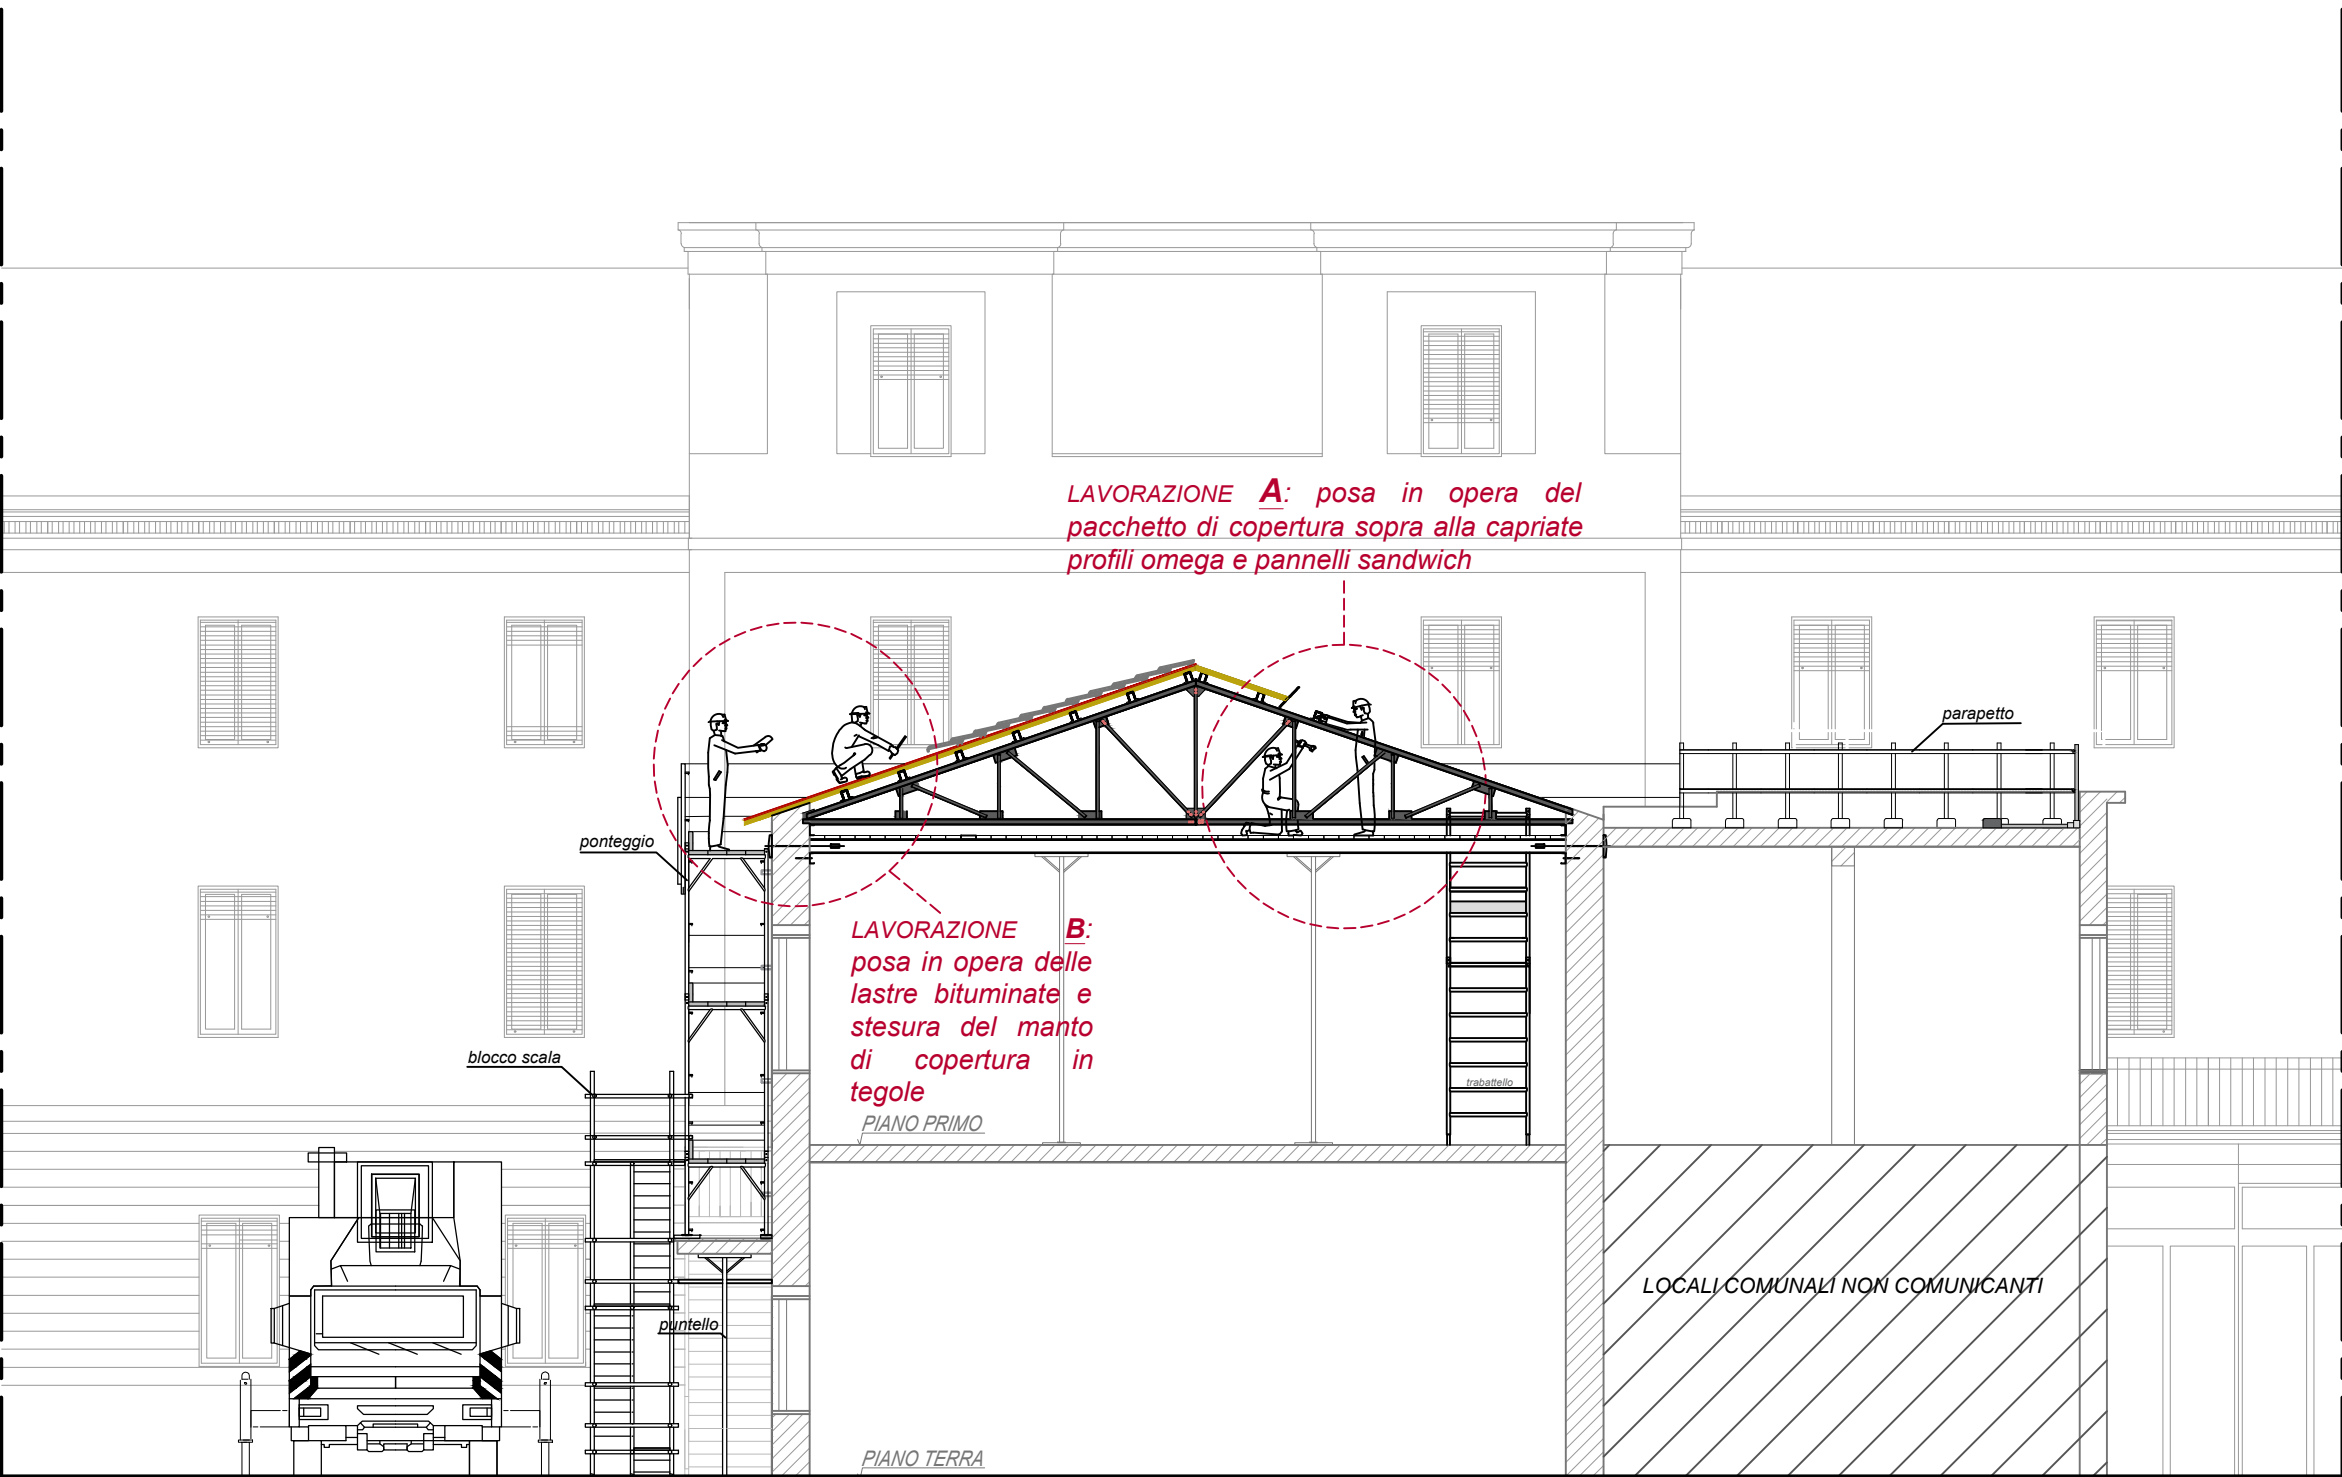 LAVORAZIONE A: posa in opera del
pacchetto di copertura sopra alla capriate
profili omega e pannelli sandwich
parapetto
ponteggio
LAVORAZIONE B:
posa in opera delle
lastre bituminate e
stesura del manto
di copertura in
tegole
blocco scala
trabattello
PIANO PRIMO
LOCALI COMUNALI NON COMUNICANTI
puntello
PIANO TERRA